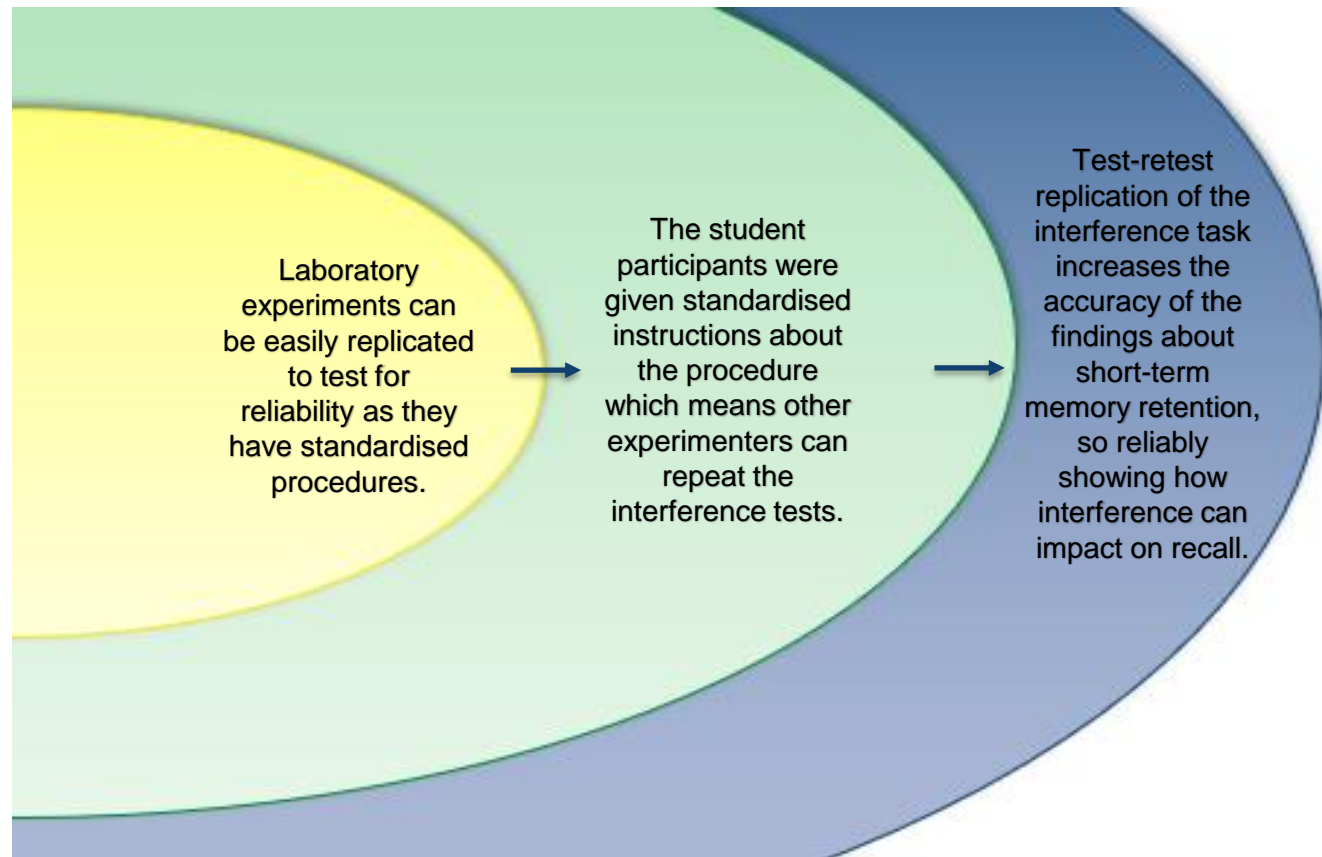 Laboratory
experiments can
be easily replicated
to test for
reliability as they
have standardised
procedures.
The student
participants were
given standardised
instructions about
the procedure
which means other
experimenters can
repeat the
interference tests.
Test-retest
replication of the
interference task
increases the
accuracy of the
findings about
short-term
memory retention,
so reliably
showing how
interference can
impact on recall.